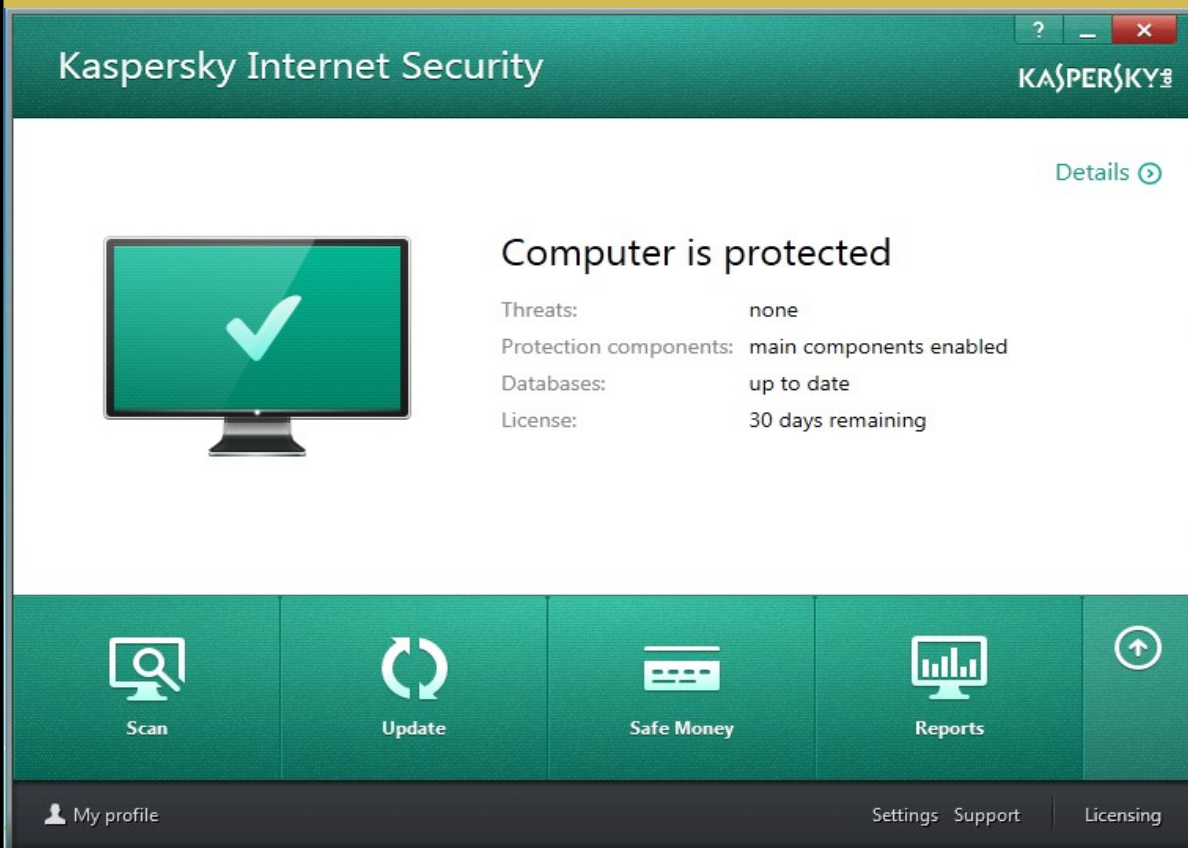 ?
Kaspersky Internet Security
KASPERSKY lab
Details
Computer is protected
Threats: none
Protection components: main components enabled
Databases: up to date
License: 30 days remaining
Scan Update Safe Money Reports
My profile Settings Support Licensing